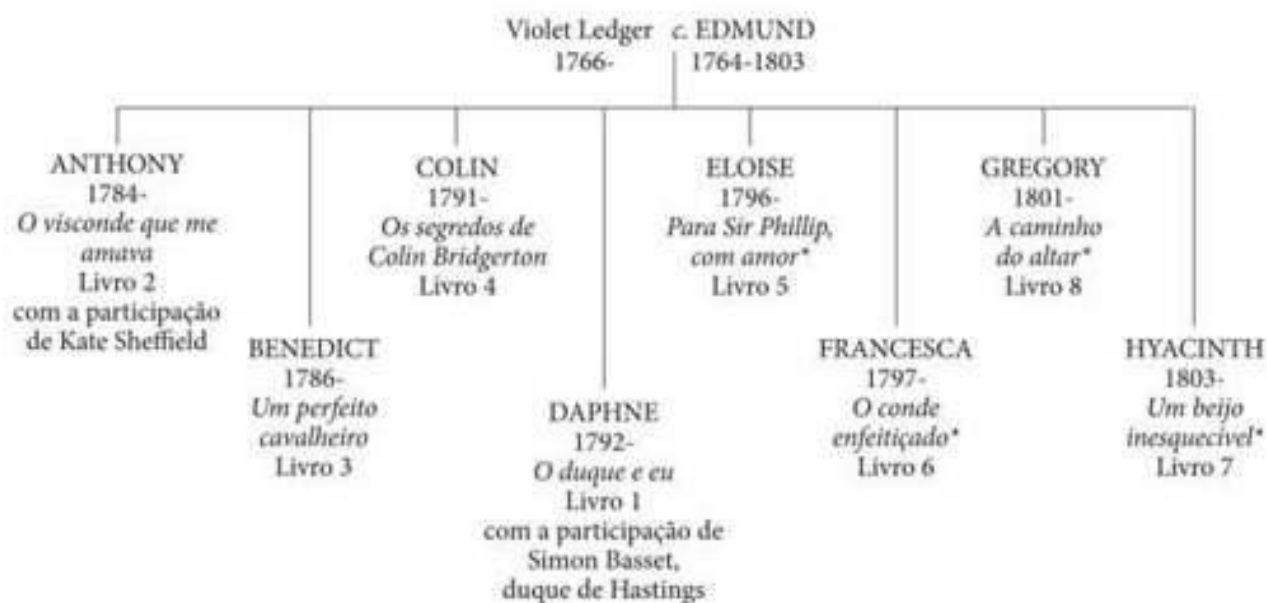 Violet Ledger c. EDMUND
1766- 1764-1803
ANTHONY
1784-
O visconde que me
amava
Livro 2
com a participação
de Kate Sheffield
BENEDICT
1786-
Um perfeito
cavalheiro
Livro 3
COLIN
1791-
Os segredos de
Colin Bridgerton
Livro 4
DAPHNE
1792-
O duque e eu
Livro 1
com a participação de
Simon Basset,
duque de Hastings
ELOISE
1796-
Para Sir Phillip,
com amor*
Livro 5
FRANCESCA
1797-
O conde
enfeitiçado*
Livro 6
GREGORY
1801-
A caminho
do altar*
Livro 8
HYACINTH
1803-
Um beijo
inesquecível*
Livro 7